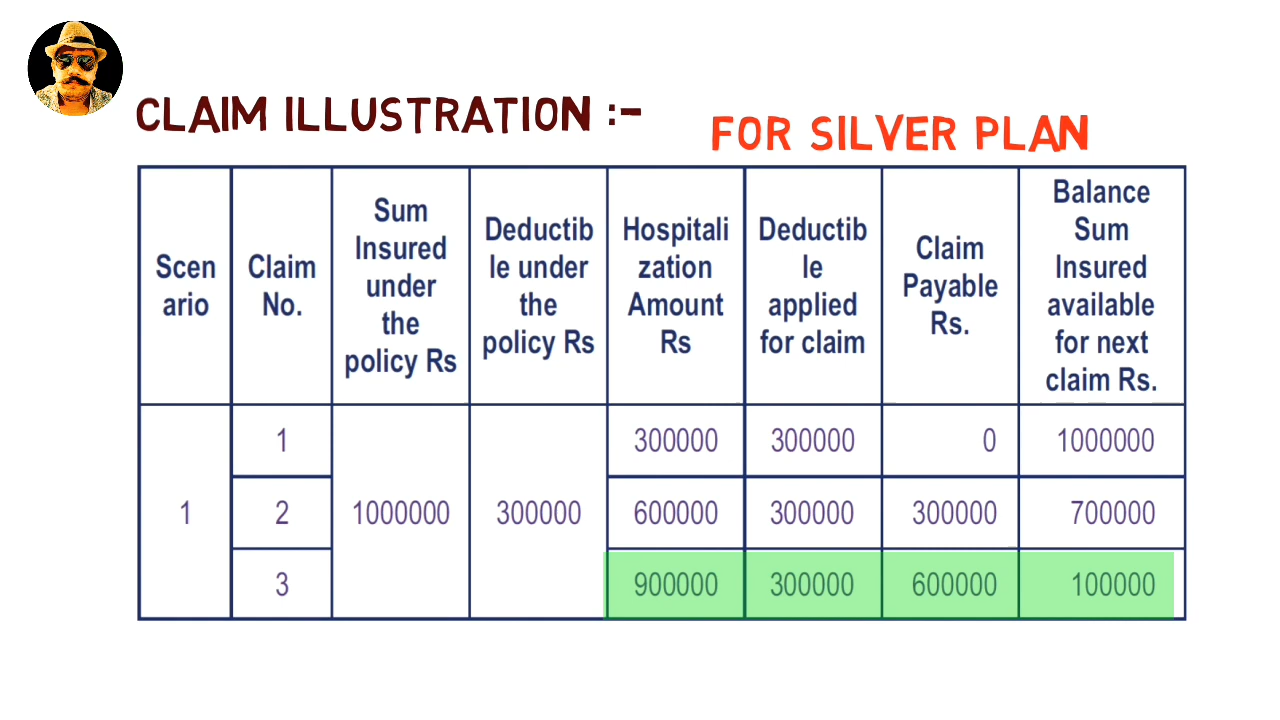 CLAIM ILLUSTRATION :-
FOR SILVER PLAN
Scen
ario
Claim
No.
Sum
Insured
under
the
policy Rs
Deductib
le under
the
policy Rs
Hospitali
zation
Amount
Rs
Deductib
le
applied
for claim
Claim
Payable
Rs.
Balance
Sum
Insured
available
for next
claim Rs.
1
1
1000000
300000
300000
300000
0
1000000
2
600000
300000
300000
700000
3
900000
300000
600000
100000